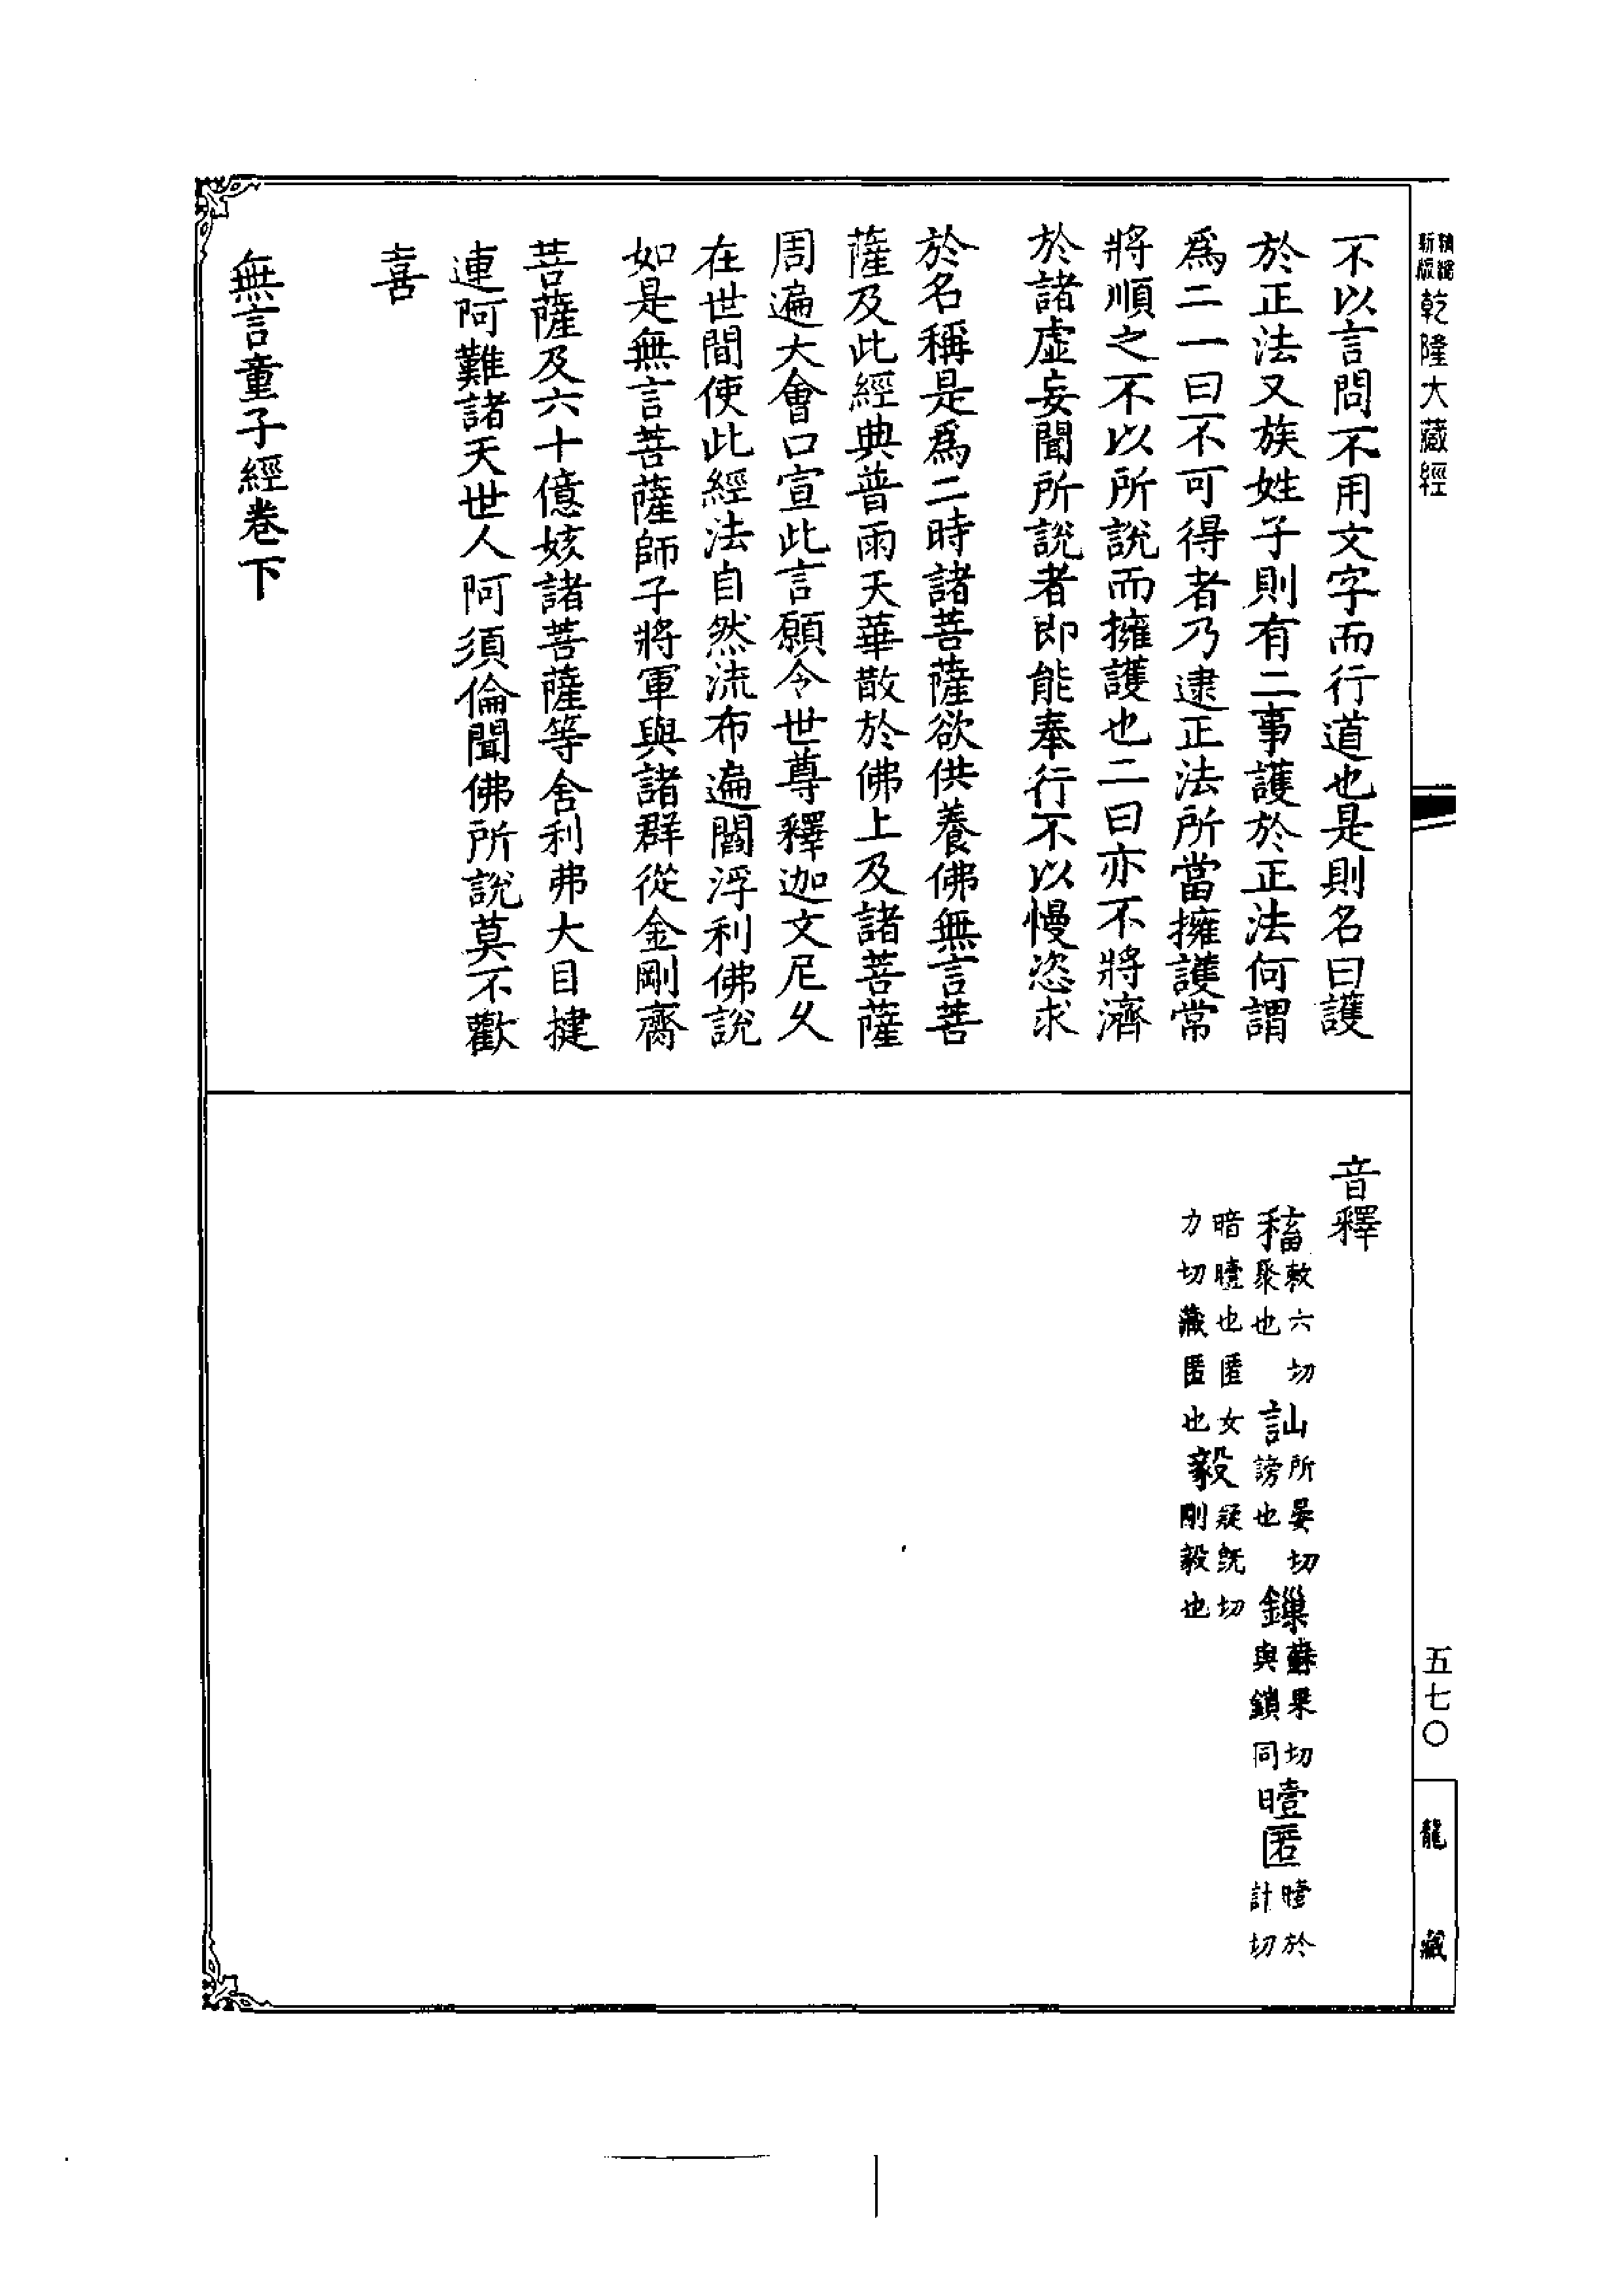 精縮
新版
乾隆大藏經
五七〇
龍藏
不以言問不用文字而行道也是則名曰護
於正法又族姓子則有二事護於正法何謂
為二一曰不可得者乃逮正法所當擁護常
將順之不以所說而擁護也二曰亦不將濟
於諸虛妄聞所說者即能奉行不以慢恣求
於名稱是為二時諸菩薩欲供養佛無言菩
薩及此經典普雨天華散於佛上及諸菩薩
周遍大會口宣此言願令世尊釋迦文尼久
在世間使此經法自然流布遍閻浮利佛說
如是無言菩薩師子將軍與諸群從金剛齋
菩薩及六十億姟諸菩薩等舍利弗大目揵
連阿難諸天世人阿須倫聞佛所說莫不歡
喜
無言童子經卷下
音釋
稸敕六切聚也 訕所晏切謗也 鏁蘇果切與鎖同 曀匿曀於計切
暗曀也匿女力切藏匿也 毅疑既切剛毅也